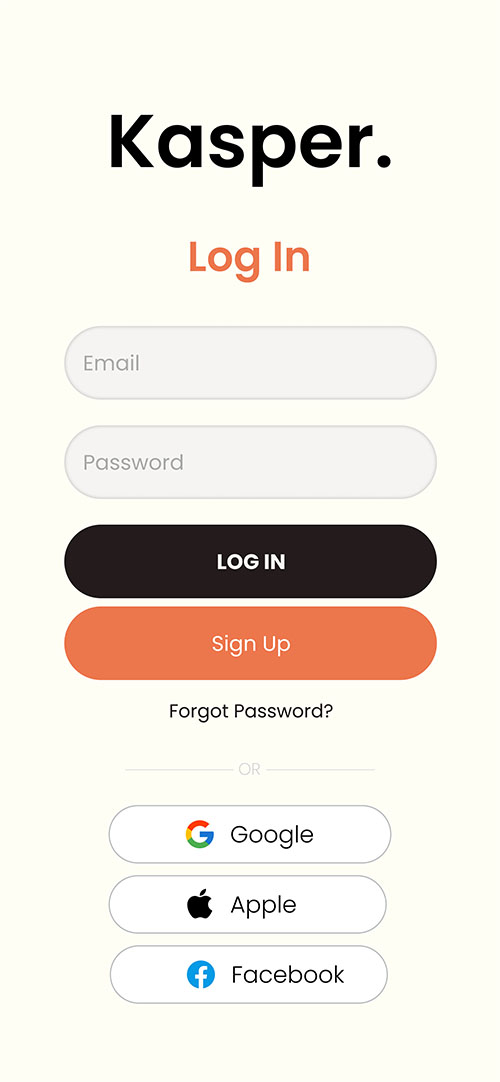 Kasper.
Log In
Email
Password
LOG IN
Sign Up
Forgot Password?
OR
Google
Apple
Facebook